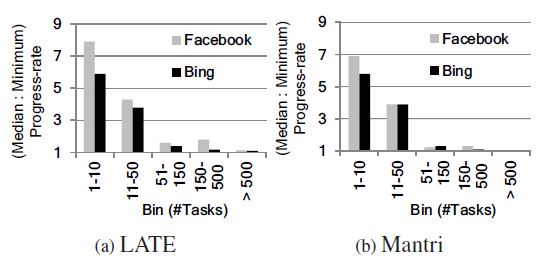 (Median : Minimum)
Progress-rate
9
7
5
3
1
Facebook
Bing
1-10
11-50
51-
150
150-
500
> 500
Bin (#Tasks)
(a) LATE
(Median : Minimum)
Progress-rate
9
7
5
3
1
Facebook
Bing
1-10
11-50
51-
150
150-
500
> 500
Bin (#Tasks)
(b) Mantri